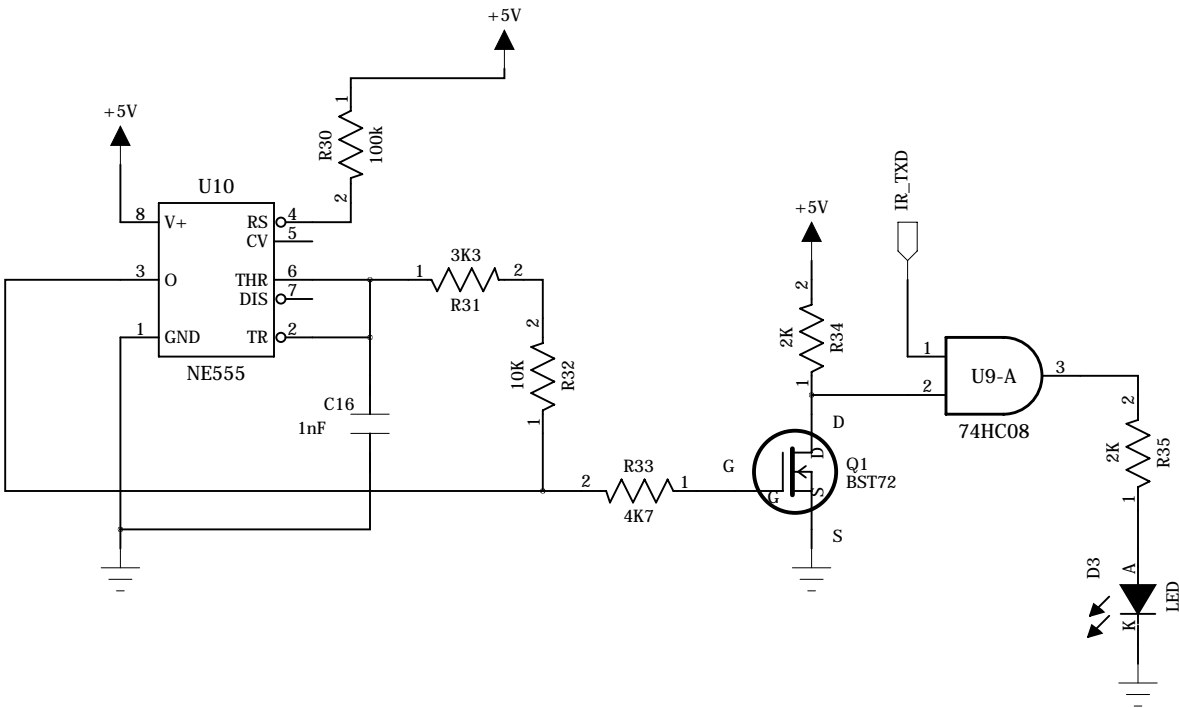 +5V
+5V
1
R30
100k
2
U10
8
V+
RS
4
CV
5
3
O
THR
6
DIS
7
1
GND
TR
2
NE555
1
3K3
2
R31
2
10K
R32
1
C16
1nF
2
R33
1
4K7
+5V
2
2K
R34
1
D
G
D
G
S
Q1
BST72
S
IR_TXD
1
2
U9-A
3
74HC08
2
2K
R35
1
D3
A
K
LED